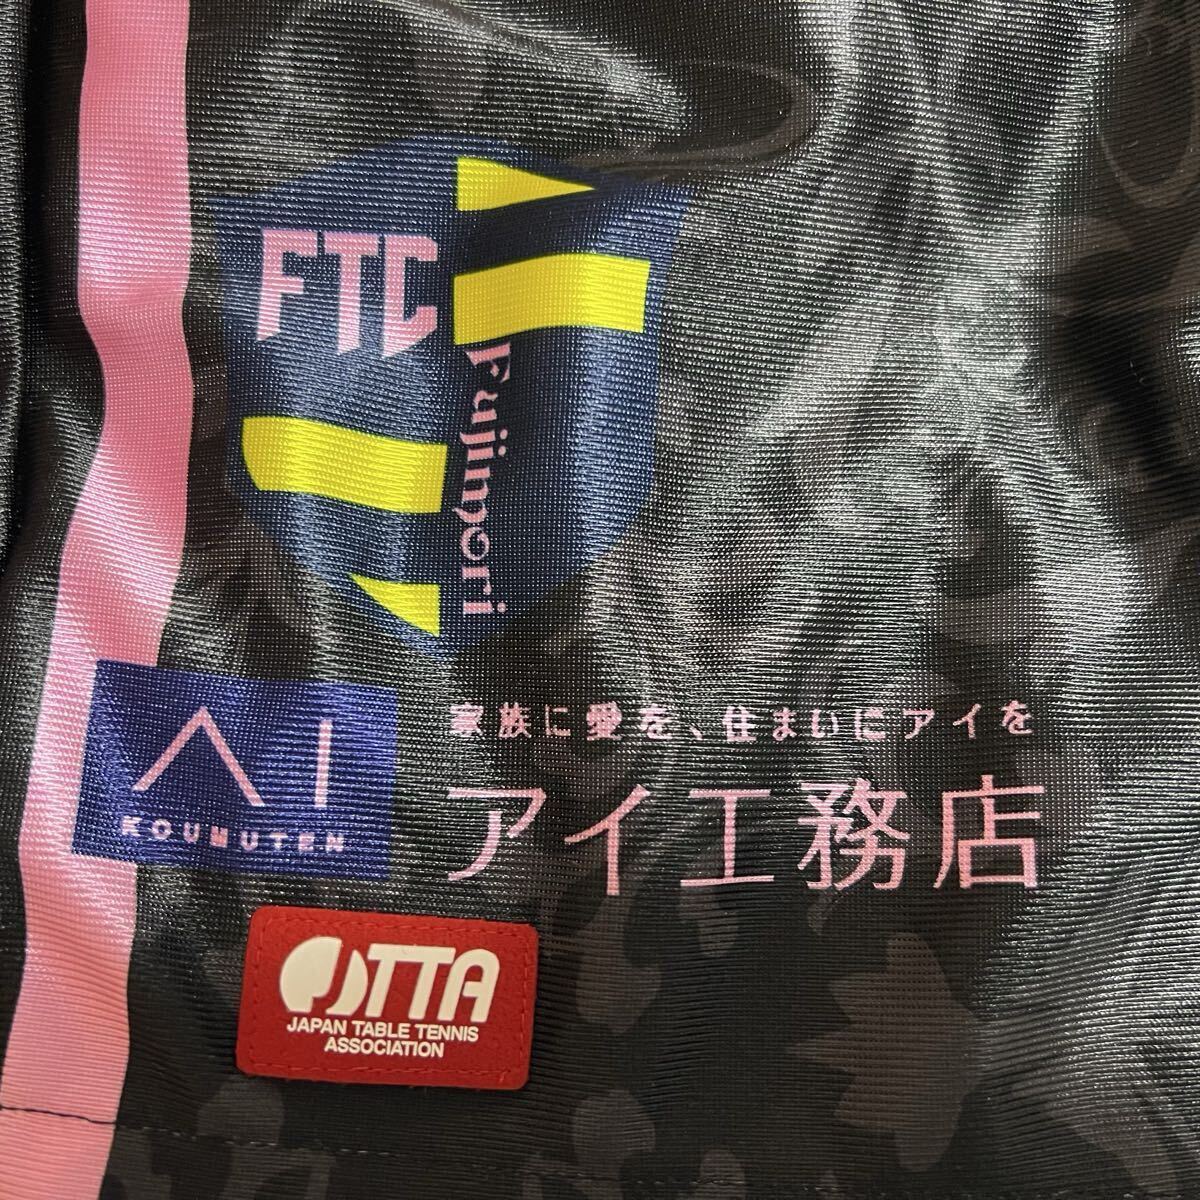 FTC
Fujimori
AI
KOUMUTEN
家族に愛を、住まいにアイを
アイ工務店
JTTA
JAPAN TABLE TENNIS
ASSOCIATION